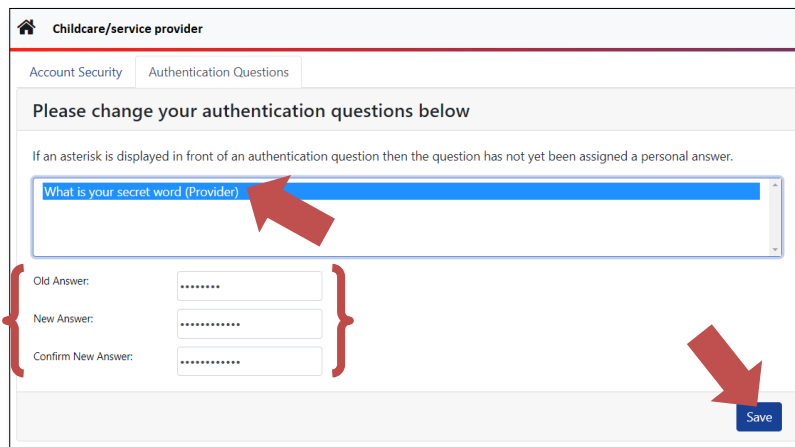 Childcare/service provider
Account Security Authentication Questions
Please change your authentication questions below
If an asterisk is displayed in front of an authentication question then the question has not yet been assigned a personal answer.
What is your secret word (Provider)
Old Answer: ••••••••
New Answer: ••••••••••••
Confirm New Answer: ••••••••••••
Save